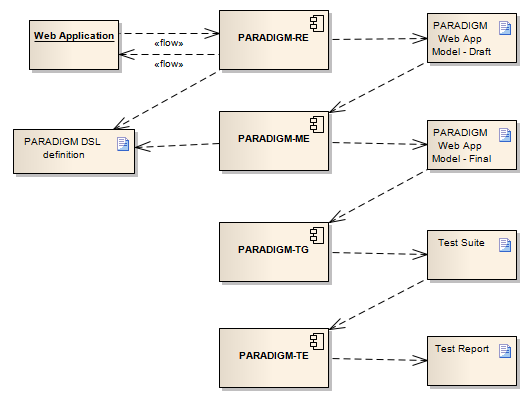 Web Application
«flow»
«flow»
PARADIGM-RE
PARADIGM
Web App
Model - Draft
PARADIGM DSL
definition
PARADIGM-ME
PARADIGM
Web App
Model - Final
PARADIGM-TG
Test Suite
PARADIGM-TE
Test Report